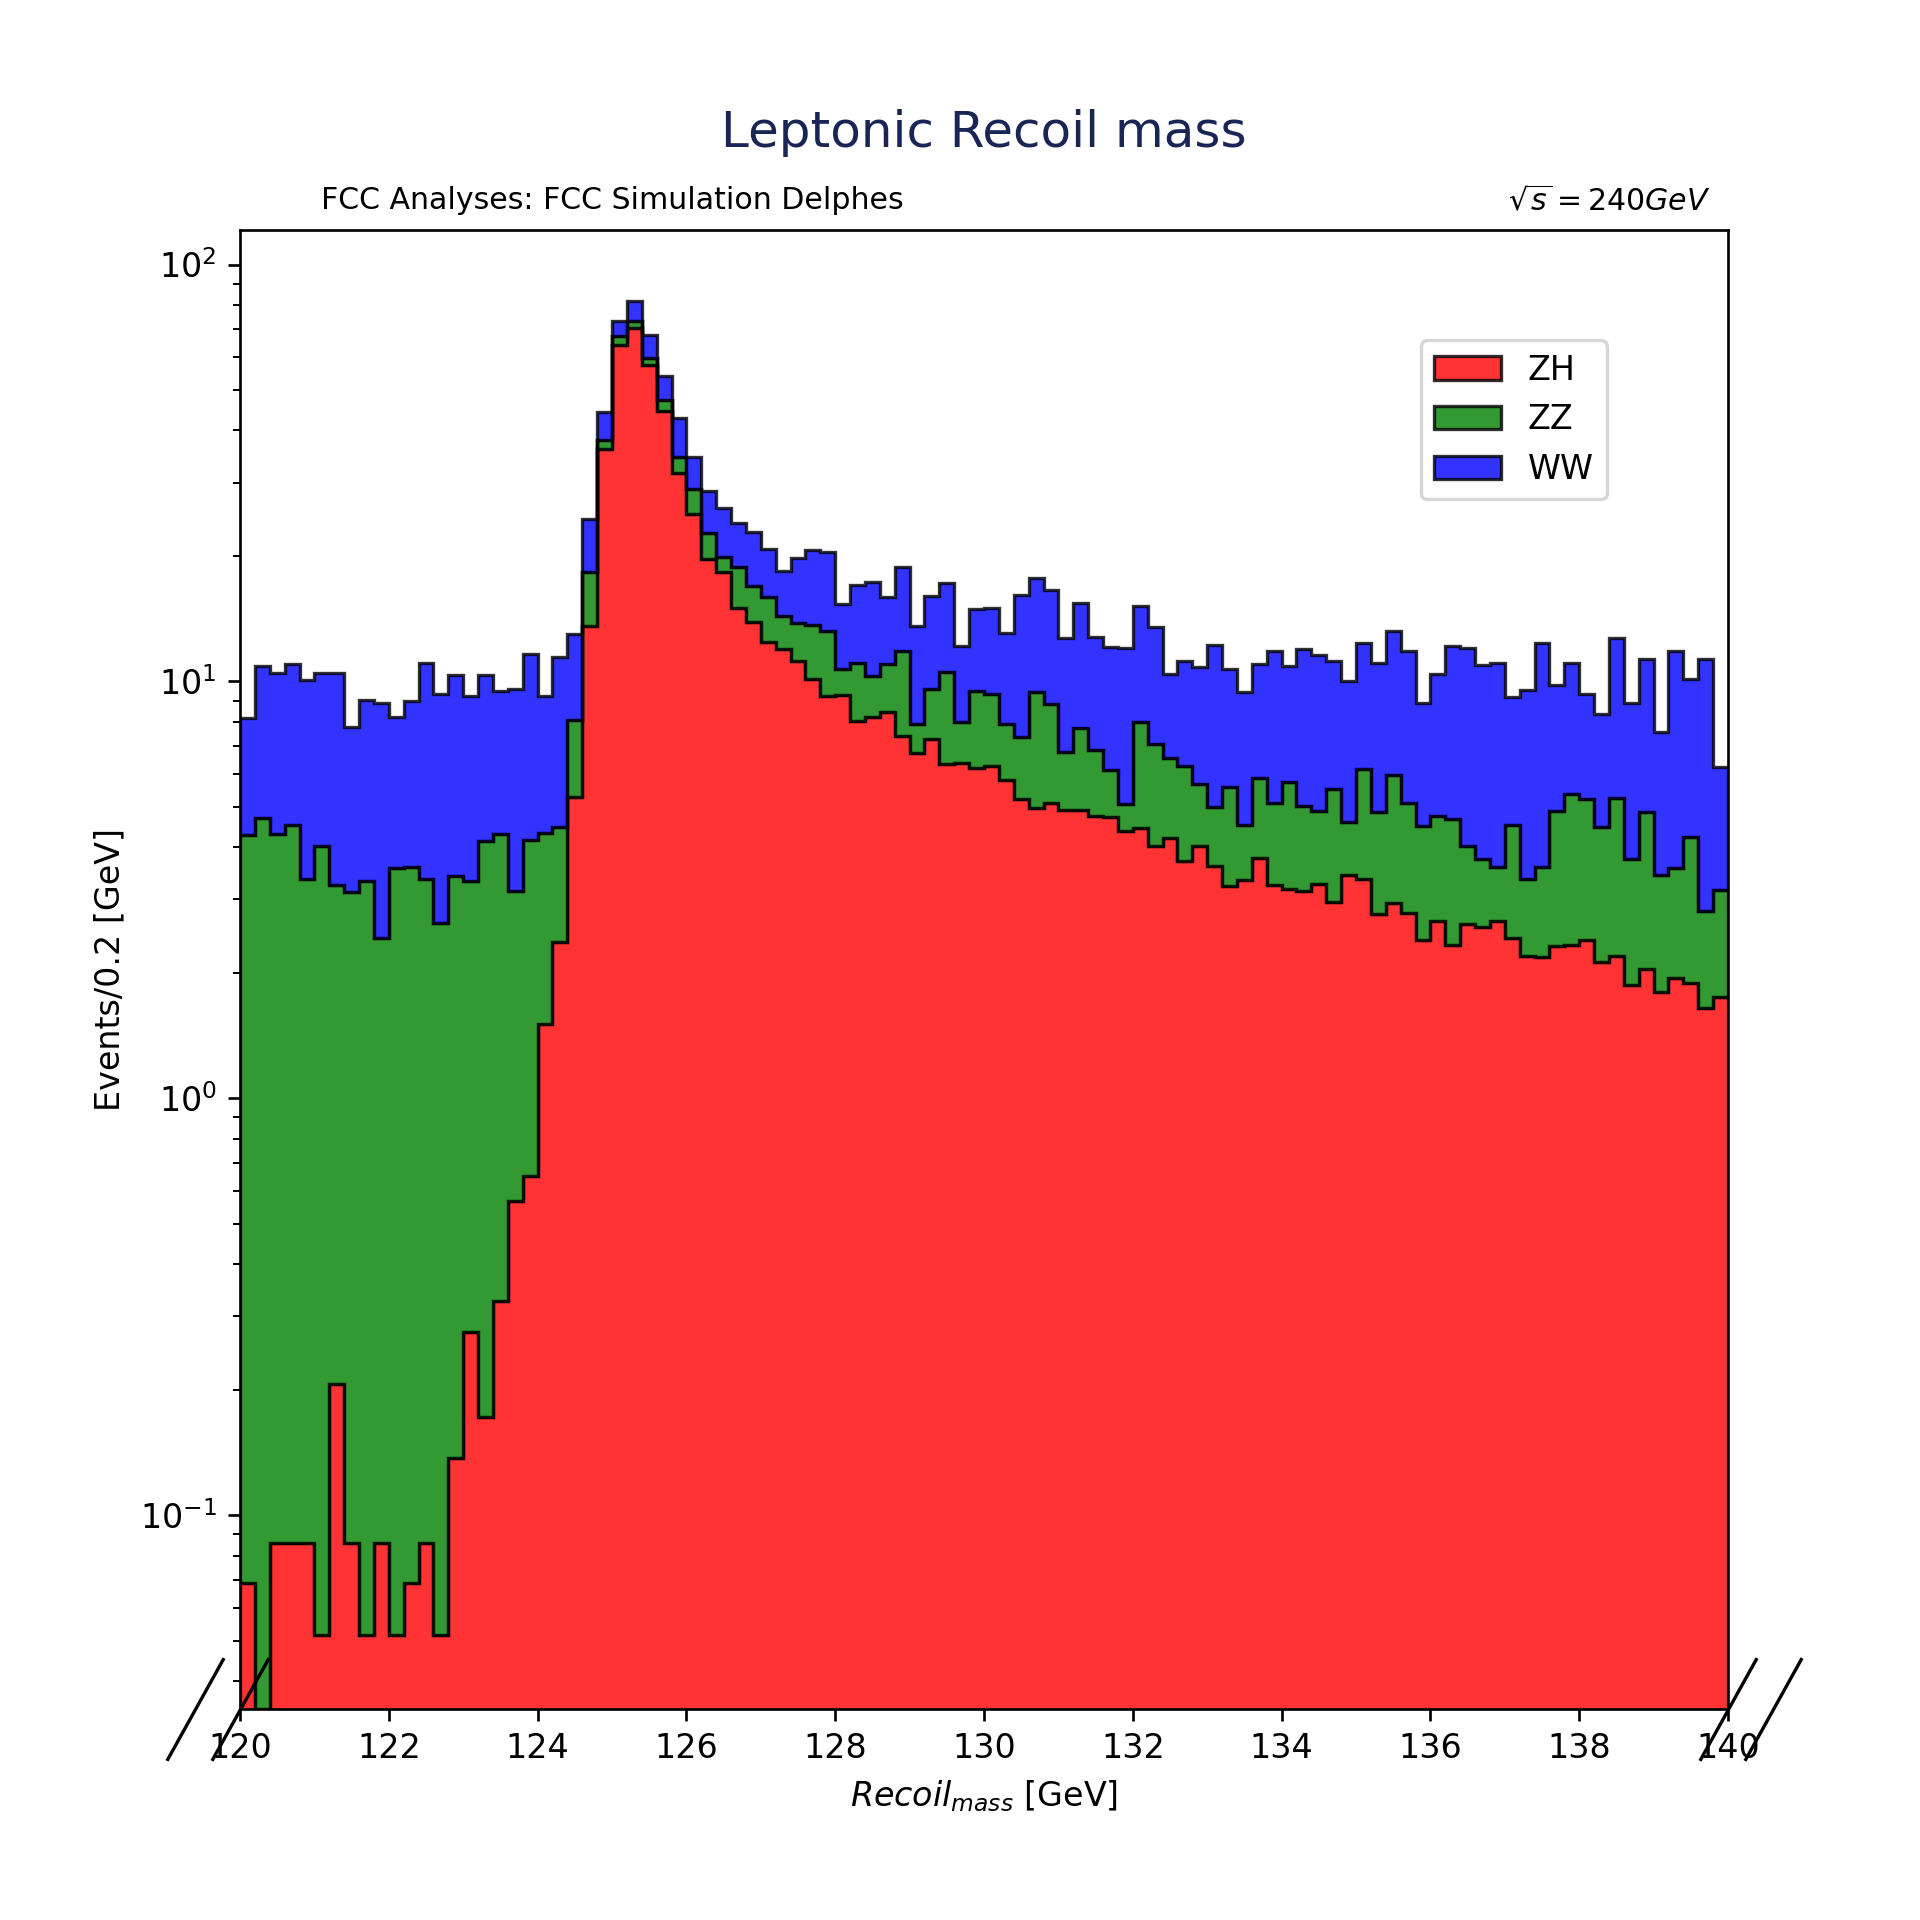 Leptonic Recoil mass
FCC Analyses: FCC Simulation Delphes
√s = 240GeV
10²
10¹
10⁰
10⁻¹
Events/0.2 [GeV]
ZH
ZZ
WW
120 122 124 126 128 130 132 134 136 138 140
Recoilₘₐₛₛ [GeV]